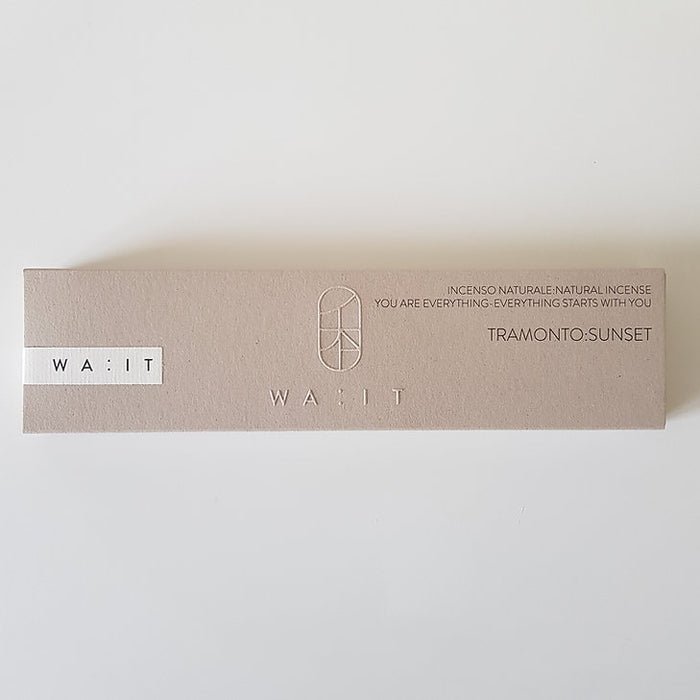 INCENSO NATURALE:NATURAL INCENSE
YOU ARE EVERYTHING-EVERYTHING STARTS WITH YOU
TRAMONTO:SUNSET
WA:IT
WA:IT